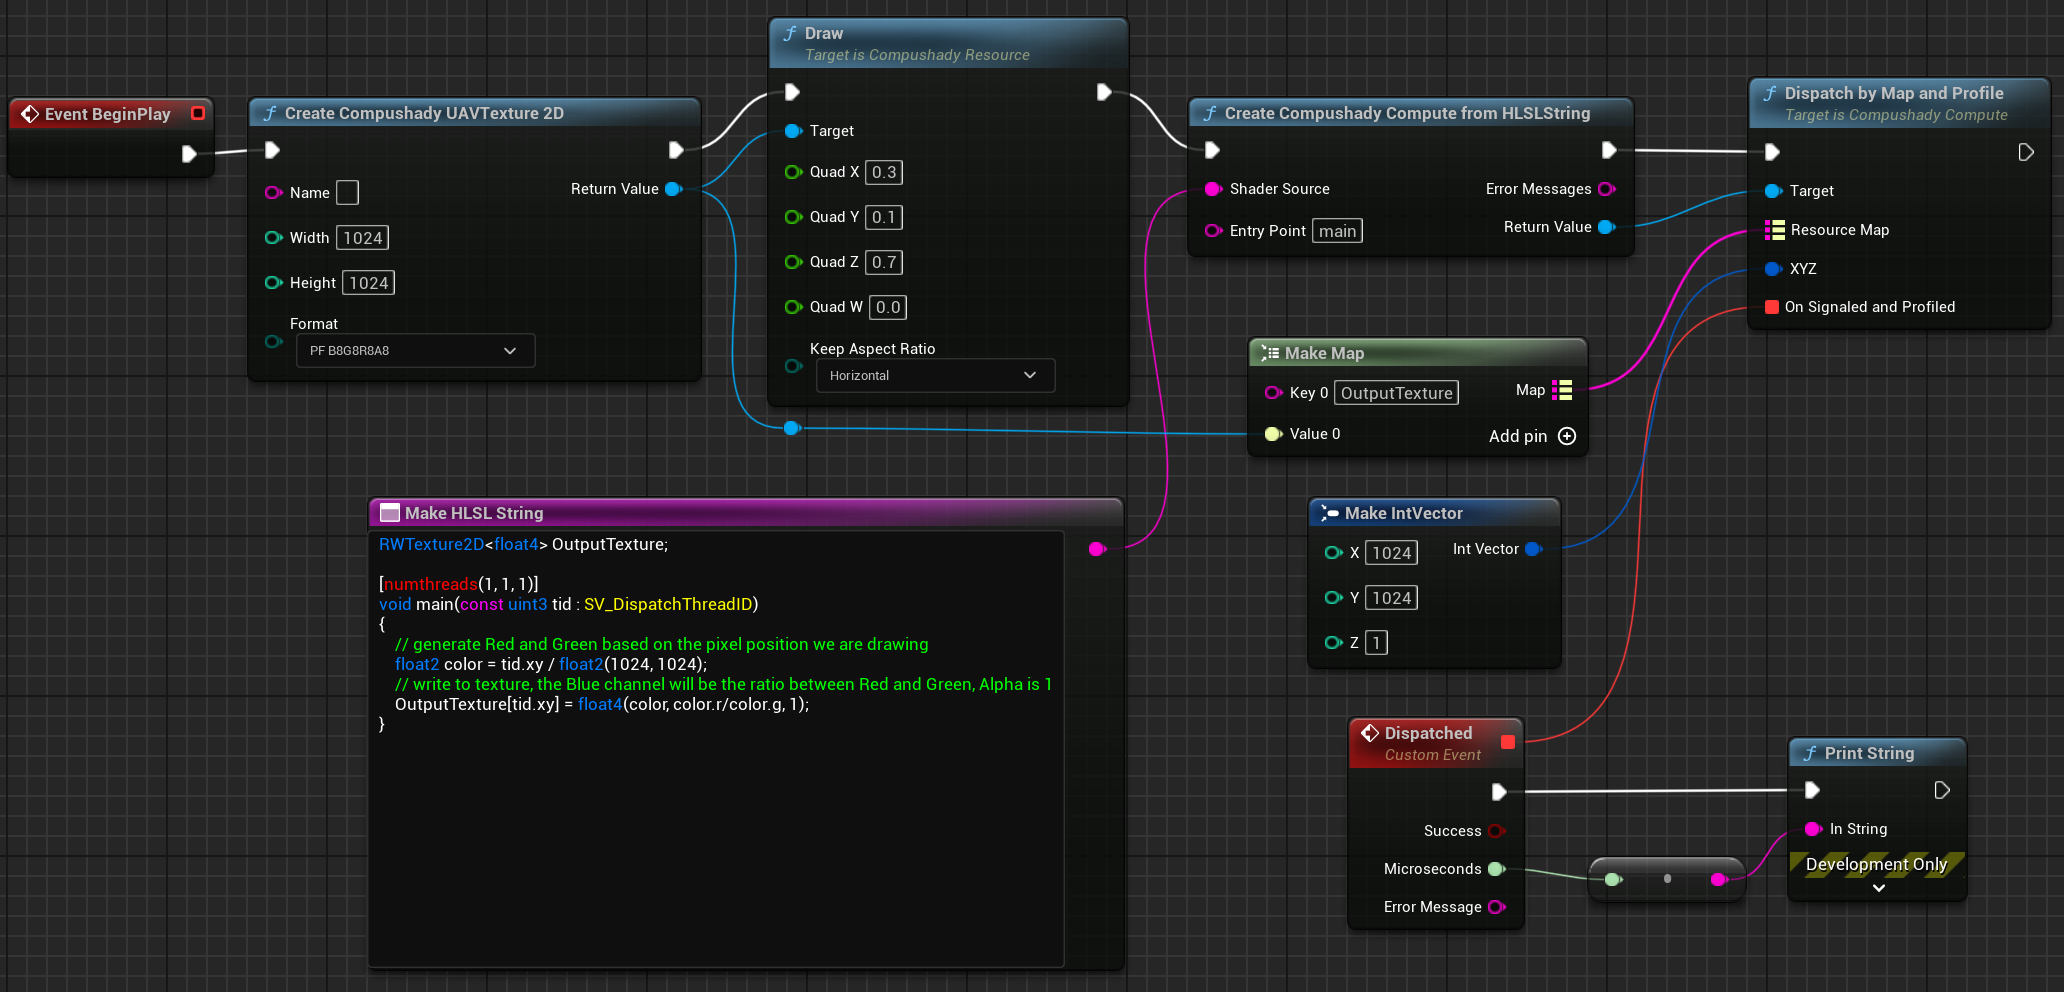 Event BeginPlay
Create Compushady UAVTexture 2D
Name
Return Value
Width 1024
Height 1024
Format
PF B8G8R8A8
Draw
Target is Compushady Resource
Target
Quad X 0.3
Quad Y 0.1
Quad Z 0.7
Quad W 0.0
Keep Aspect Ratio
Horizontal
Create Compushady Compute from HLSLString
Shader Source
Error Messages
Entry Point main
Return Value
Dispatch by Map and Profile
Target is Compushady Compute
Target
Resource Map
XYZ
On Signaled and Profiled
Make Map
Key 0 OutputTexture
Map
Value 0
Add pin
Make HLSL String
RWTexture2D<float4> OutputTexture;
[numthreads(1, 1, 1)]
void main(const uint3 tid : SV_DispatchThreadID)
{
// generate Red and Green based on the pixel position we are drawing
float2 color = tid.xy / float2(1024, 1024);
// write to texture, the Blue channel will be the ratio between Red and Green, Alpha is 1
OutputTexture[tid.xy] = float4(color, color.r/color.g, 1);
}
Make IntVector
X 1024
Int Vector
Y 1024
Z 1
Dispatched
Custom Event
Success
Microseconds
Error Message
Print String
In String
Development Only